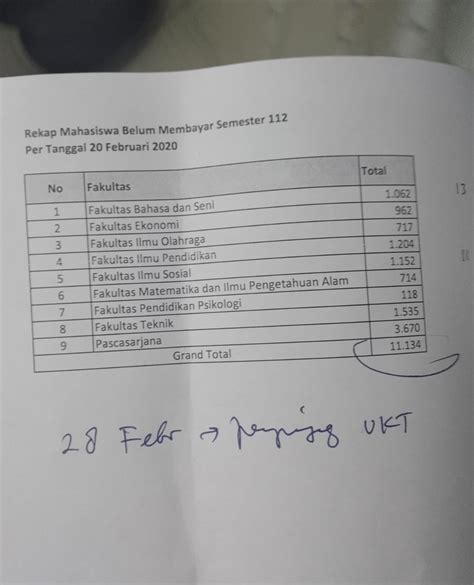 Rekap Mahasiswa Belum Membayar Semester 112
Per Tanggal 20 Februari 2020
No Fakultas Total
1 Fakultas Bahasa dan Seni 1.062
2 Fakultas Ekonomi 962
3 Fakultas Ilmu Olahraga 717
4 Fakultas Ilmu Pendidikan 1.204
5 Fakultas Ilmu Sosial 1.152
6 Fakultas Matematika dan Ilmu Pengetahuan Alam 714
7 Fakultas Pendidikan Psikologi 118
8 Fakultas Teknik 1.535
9 Pascasarjana 3.670
Grand Total 11.134
28 Febr → UKT